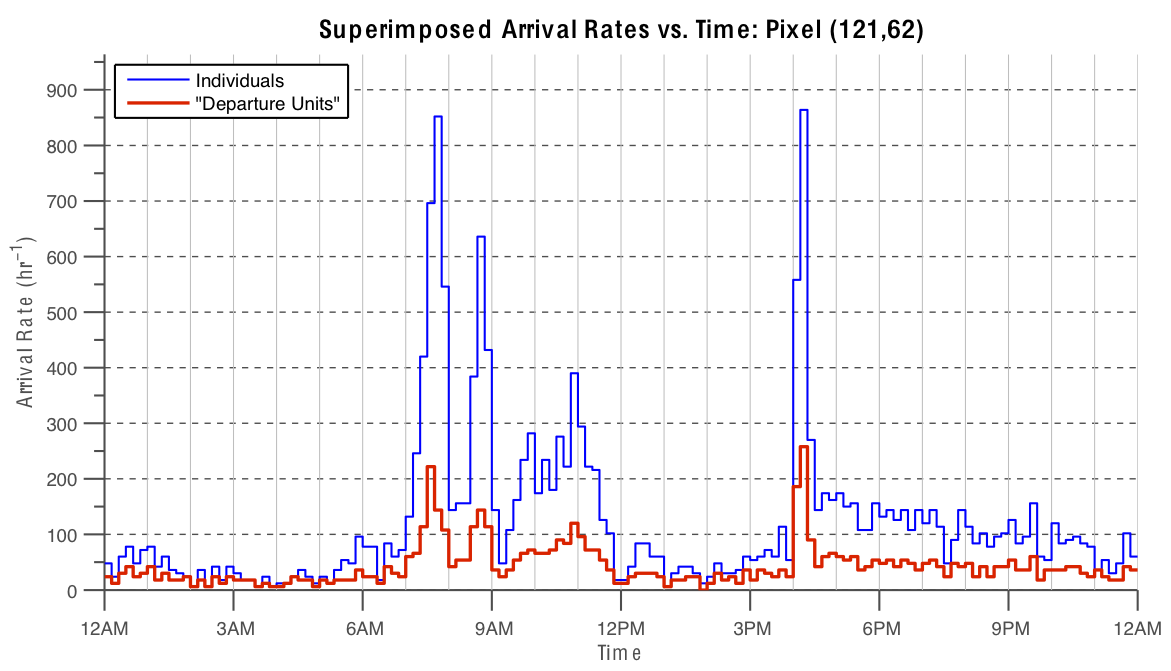 Superimposed Arrival Rates vs. Time: Pixel (121,62)
Individuals
"Departure Units"
900
800
700
600
500
400
300
200
100
0
Arrival Rate (hr⁻¹)
12AM 3AM 6AM 9AM 12PM 3PM 6PM 9PM 12AM
Time